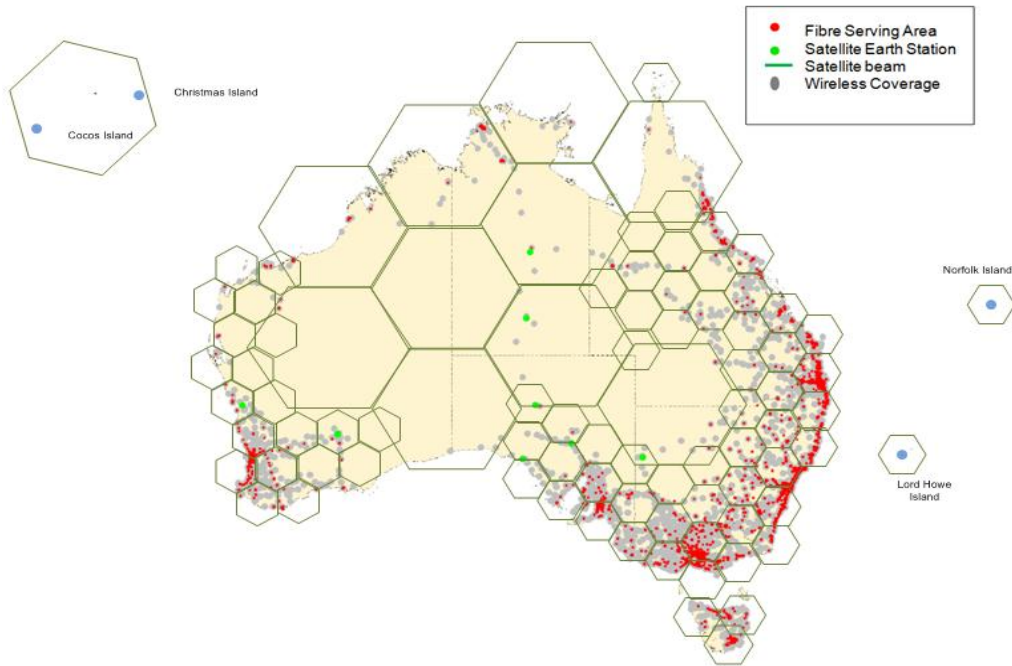 Fibre Serving Area
Satellite Earth Station
Satellite beam
Wireless Coverage
Christmas Island
Cocos Island
Norfolk Island
Lord Howe
Island